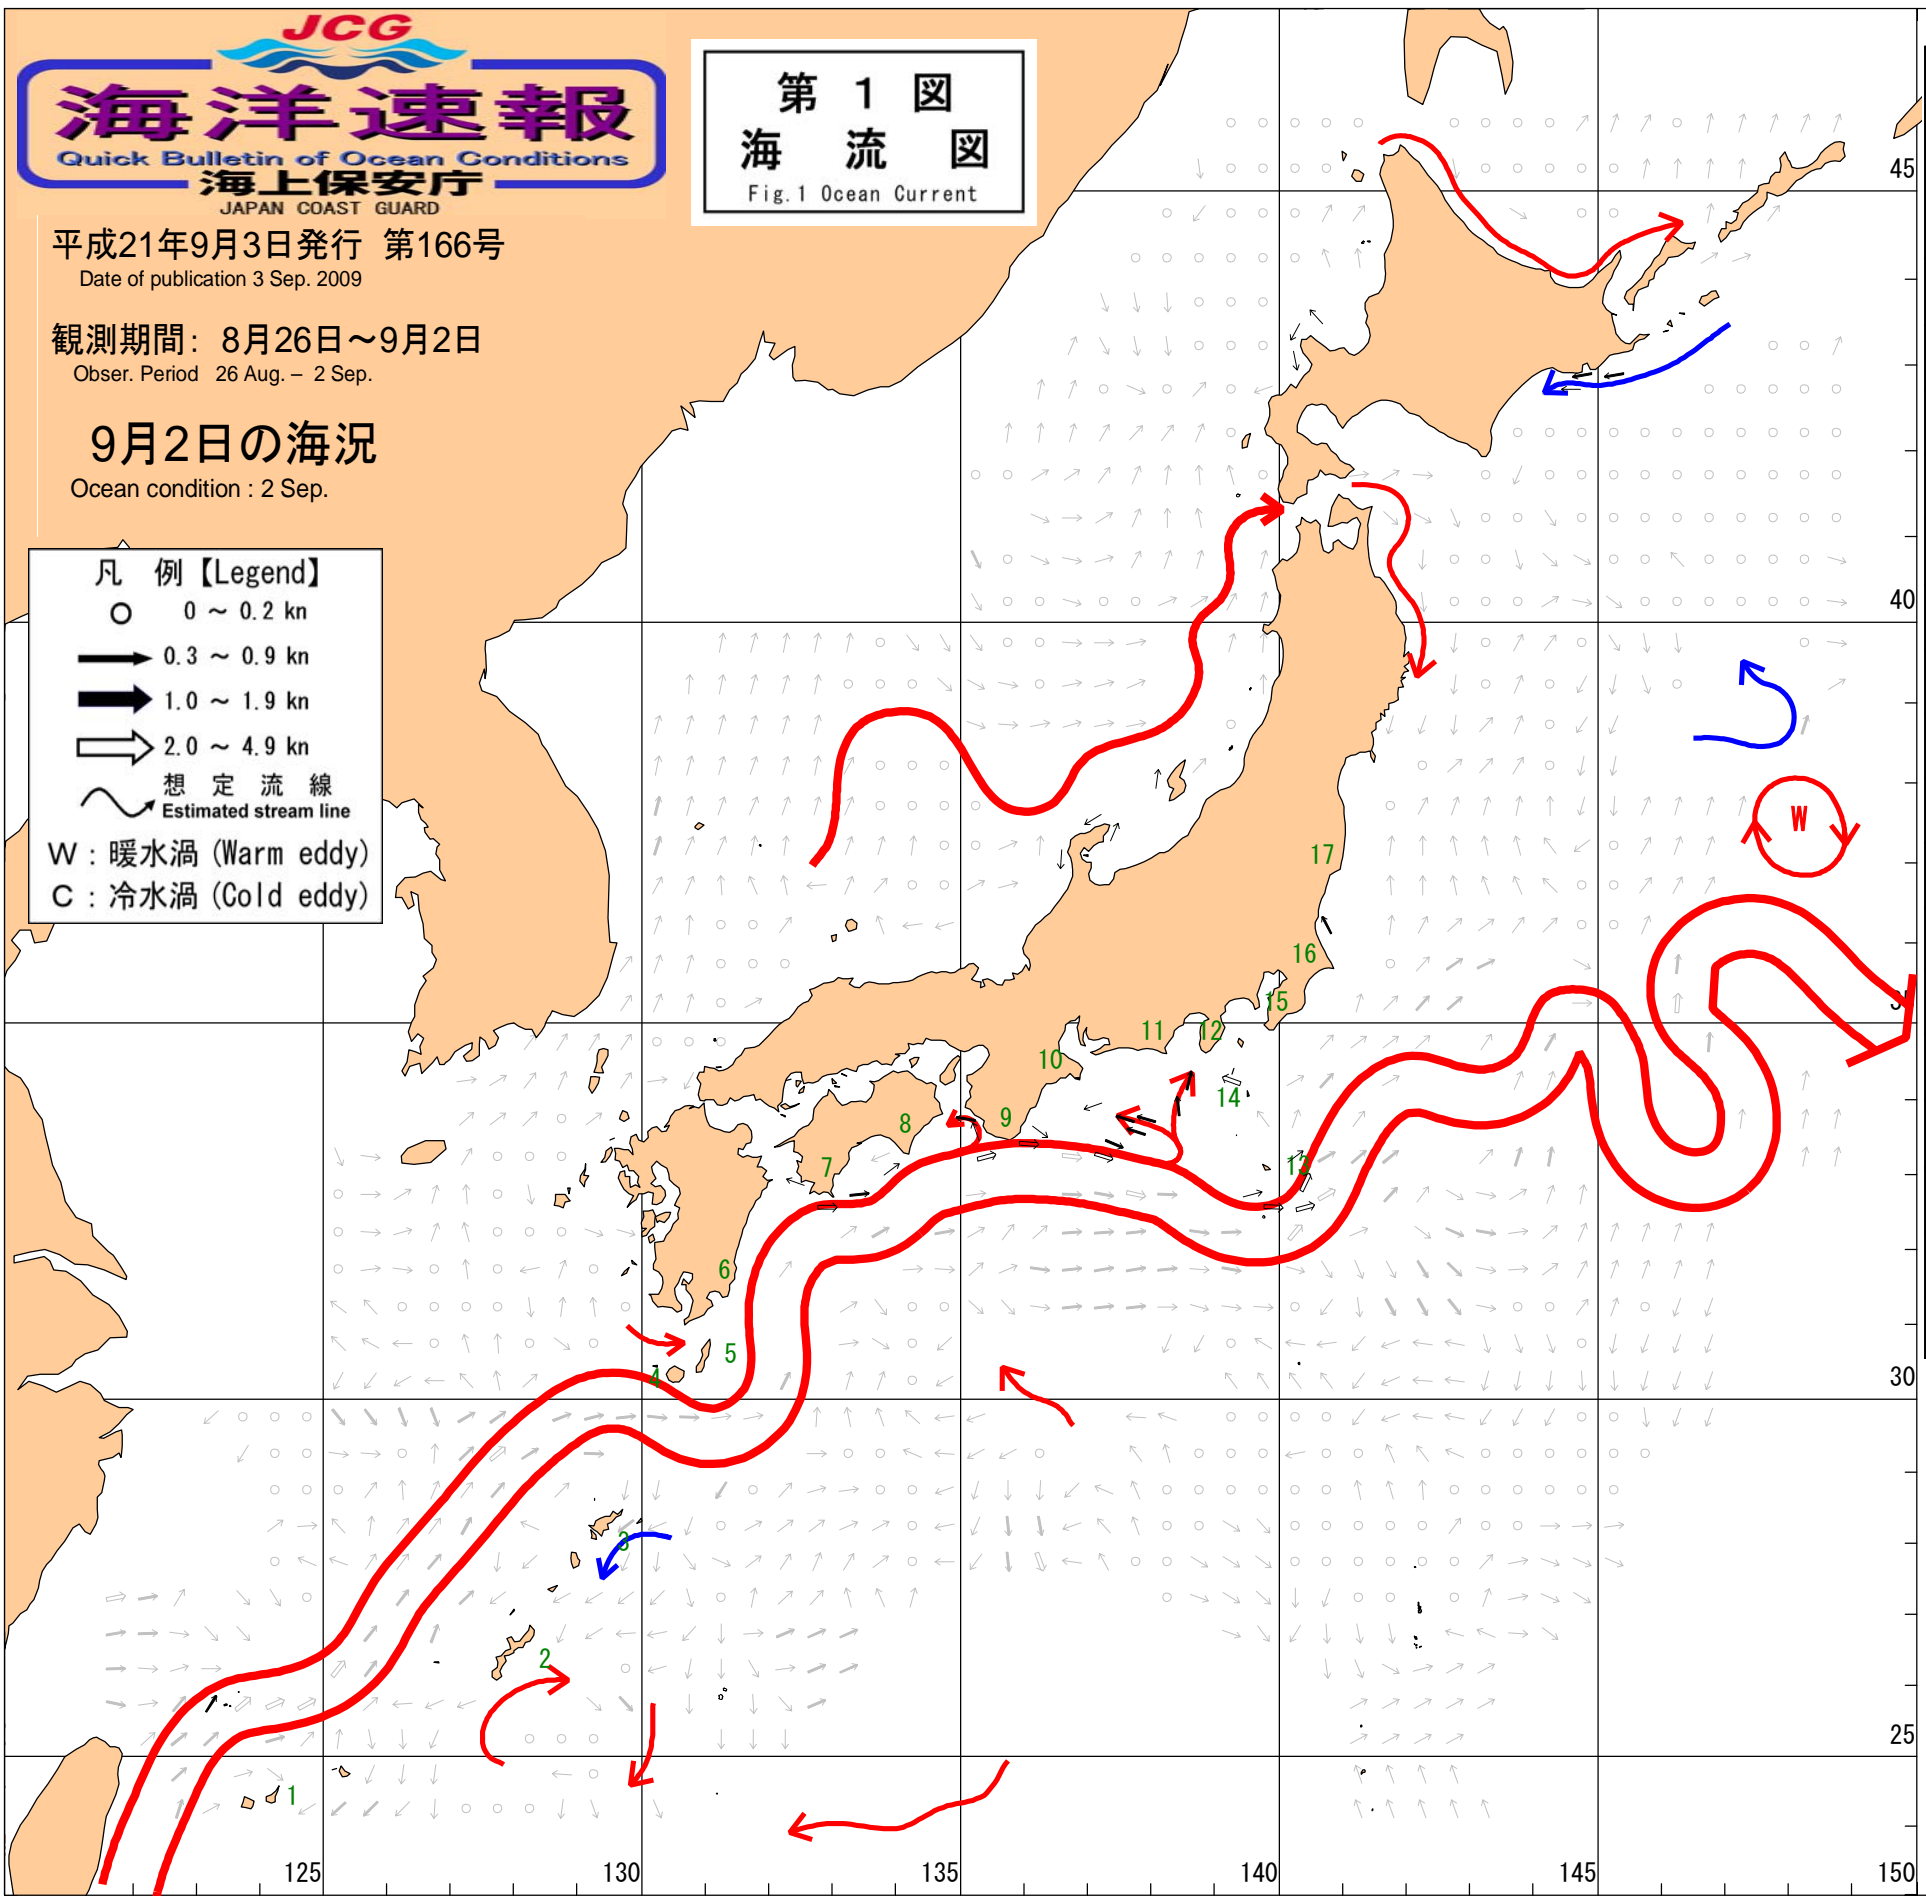 JCG
海洋速報
Quick Bulletin of Ocean Conditions
海上保安庁
JAPAN COAST GUARD
第 1 図
海 流 図
Fig.1 Ocean Current
平成21年9月3日発行 第166号
Date of publication 3 Sep. 2009
観測期間: 8月26日～9月2日
Obser. Period 26 Aug. – 2 Sep.
9月2日の海況
Ocean condition : 2 Sep.
凡 例【Legend】
0 ～ 0.2 kn
0.3 ～ 0.9 kn
1.0 ～ 1.9 kn
2.0 ～ 4.9 kn
想 定 流 線
Estimated stream line
W : 暖水渦 (Warm eddy)
C : 冷水渦 (Cold eddy)
45
40
W
17
16
15
35
11
12
10
14
9
8
7
13
6
5
4
30
3
2
25
1
125
130
135
140
145
150